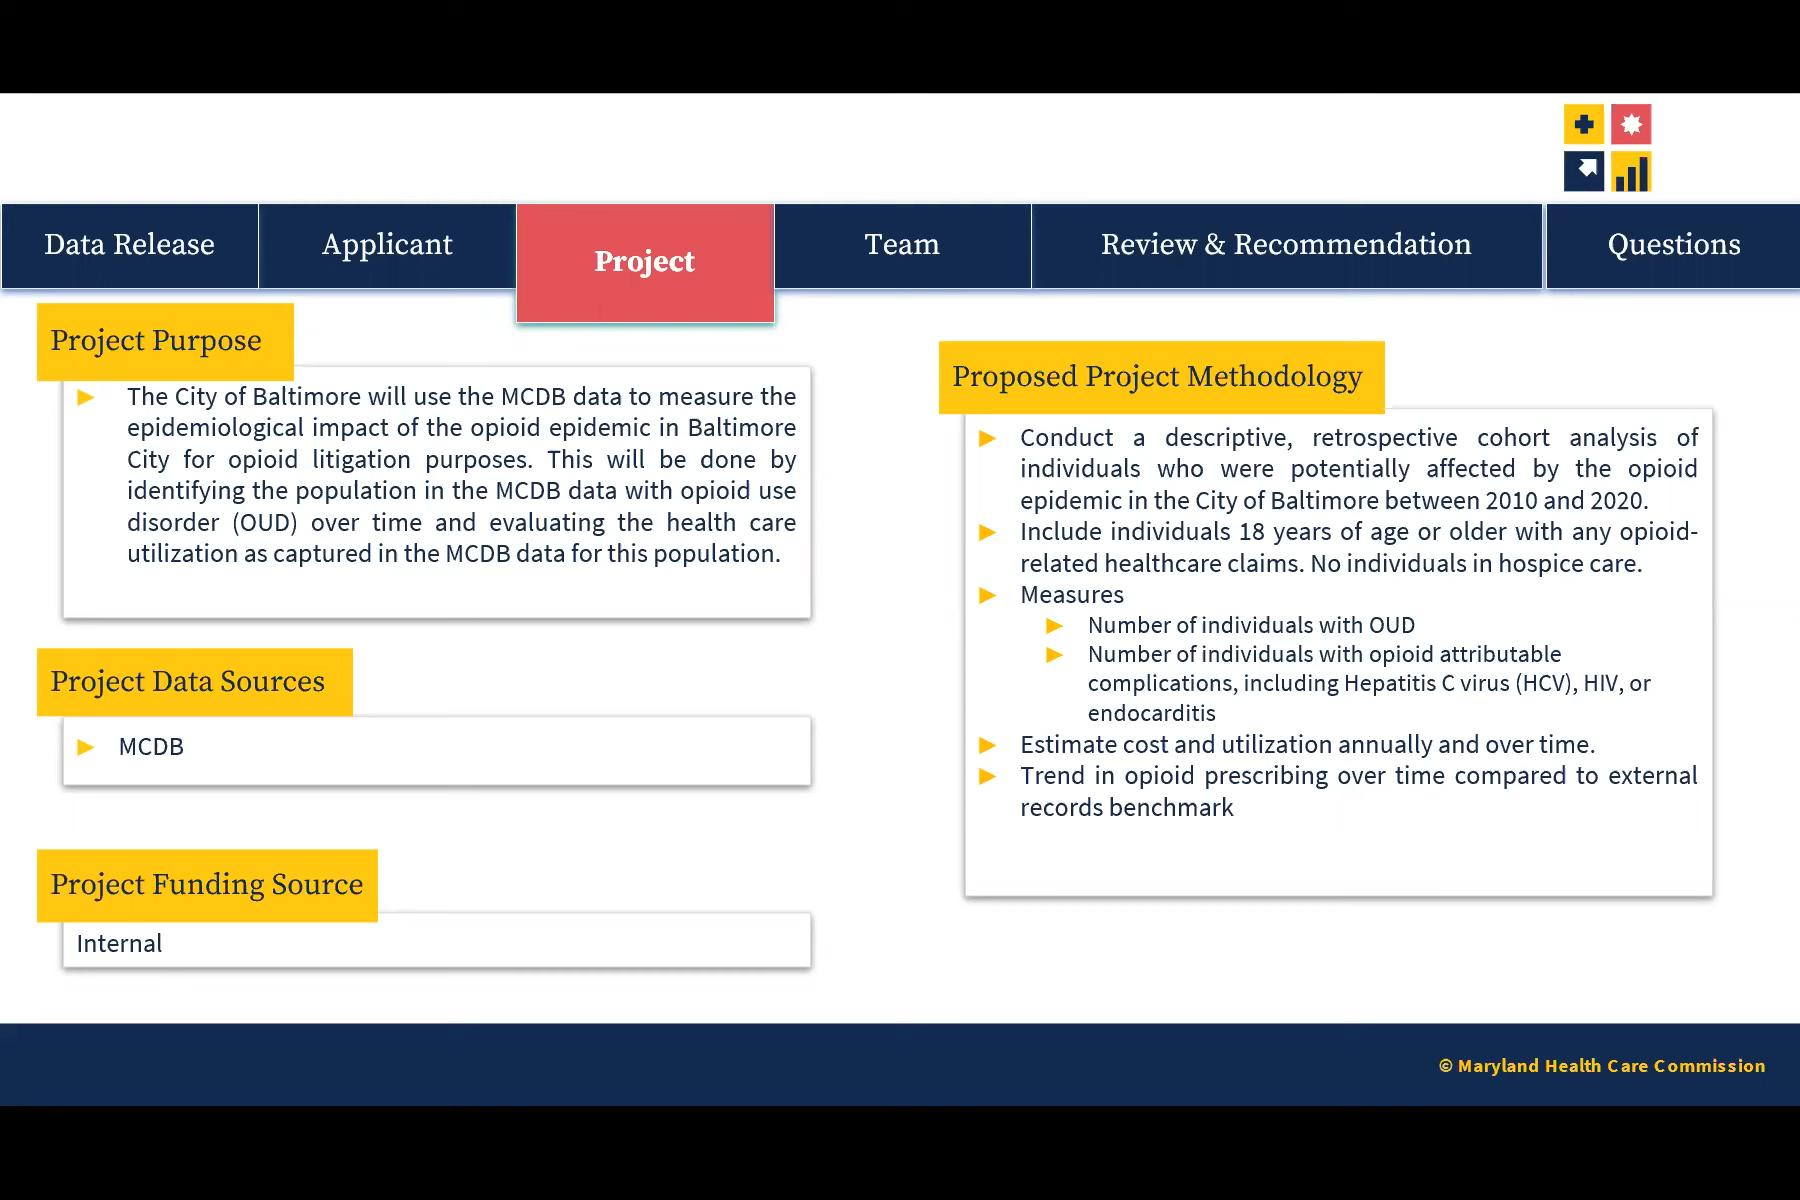 Data Release
Applicant
Project
Team
Review & Recommendation
Questions
Project Purpose
The City of Baltimore will use the MCDB data to measure the
epidemiological impact of the opioid epidemic in Baltimore
City for opioid litigation purposes. This will be done by
identifying the population in the MCDB data with opioid use
disorder (OUD) over time and evaluating the health care
utilization as captured in the MCDB data for this population.
Project Data Sources
MCDB
Project Funding Source
Internal
Proposed Project Methodology
Conduct a descriptive, retrospective cohort analysis of
individuals who were potentially affected by the opioid
epidemic in the City of Baltimore between 2010 and 2020.
Include individuals 18 years of age or older with any opioid-
related healthcare claims. No individuals in hospice care.
Measures
Number of individuals with OUD
Number of individuals with opioid attributable
complications, including Hepatitis C virus (HCV), HIV, or
endocarditis
Estimate cost and utilization annually and over time.
Trend in opioid prescribing over time compared to external
records benchmark
© Maryland Health Care Commission